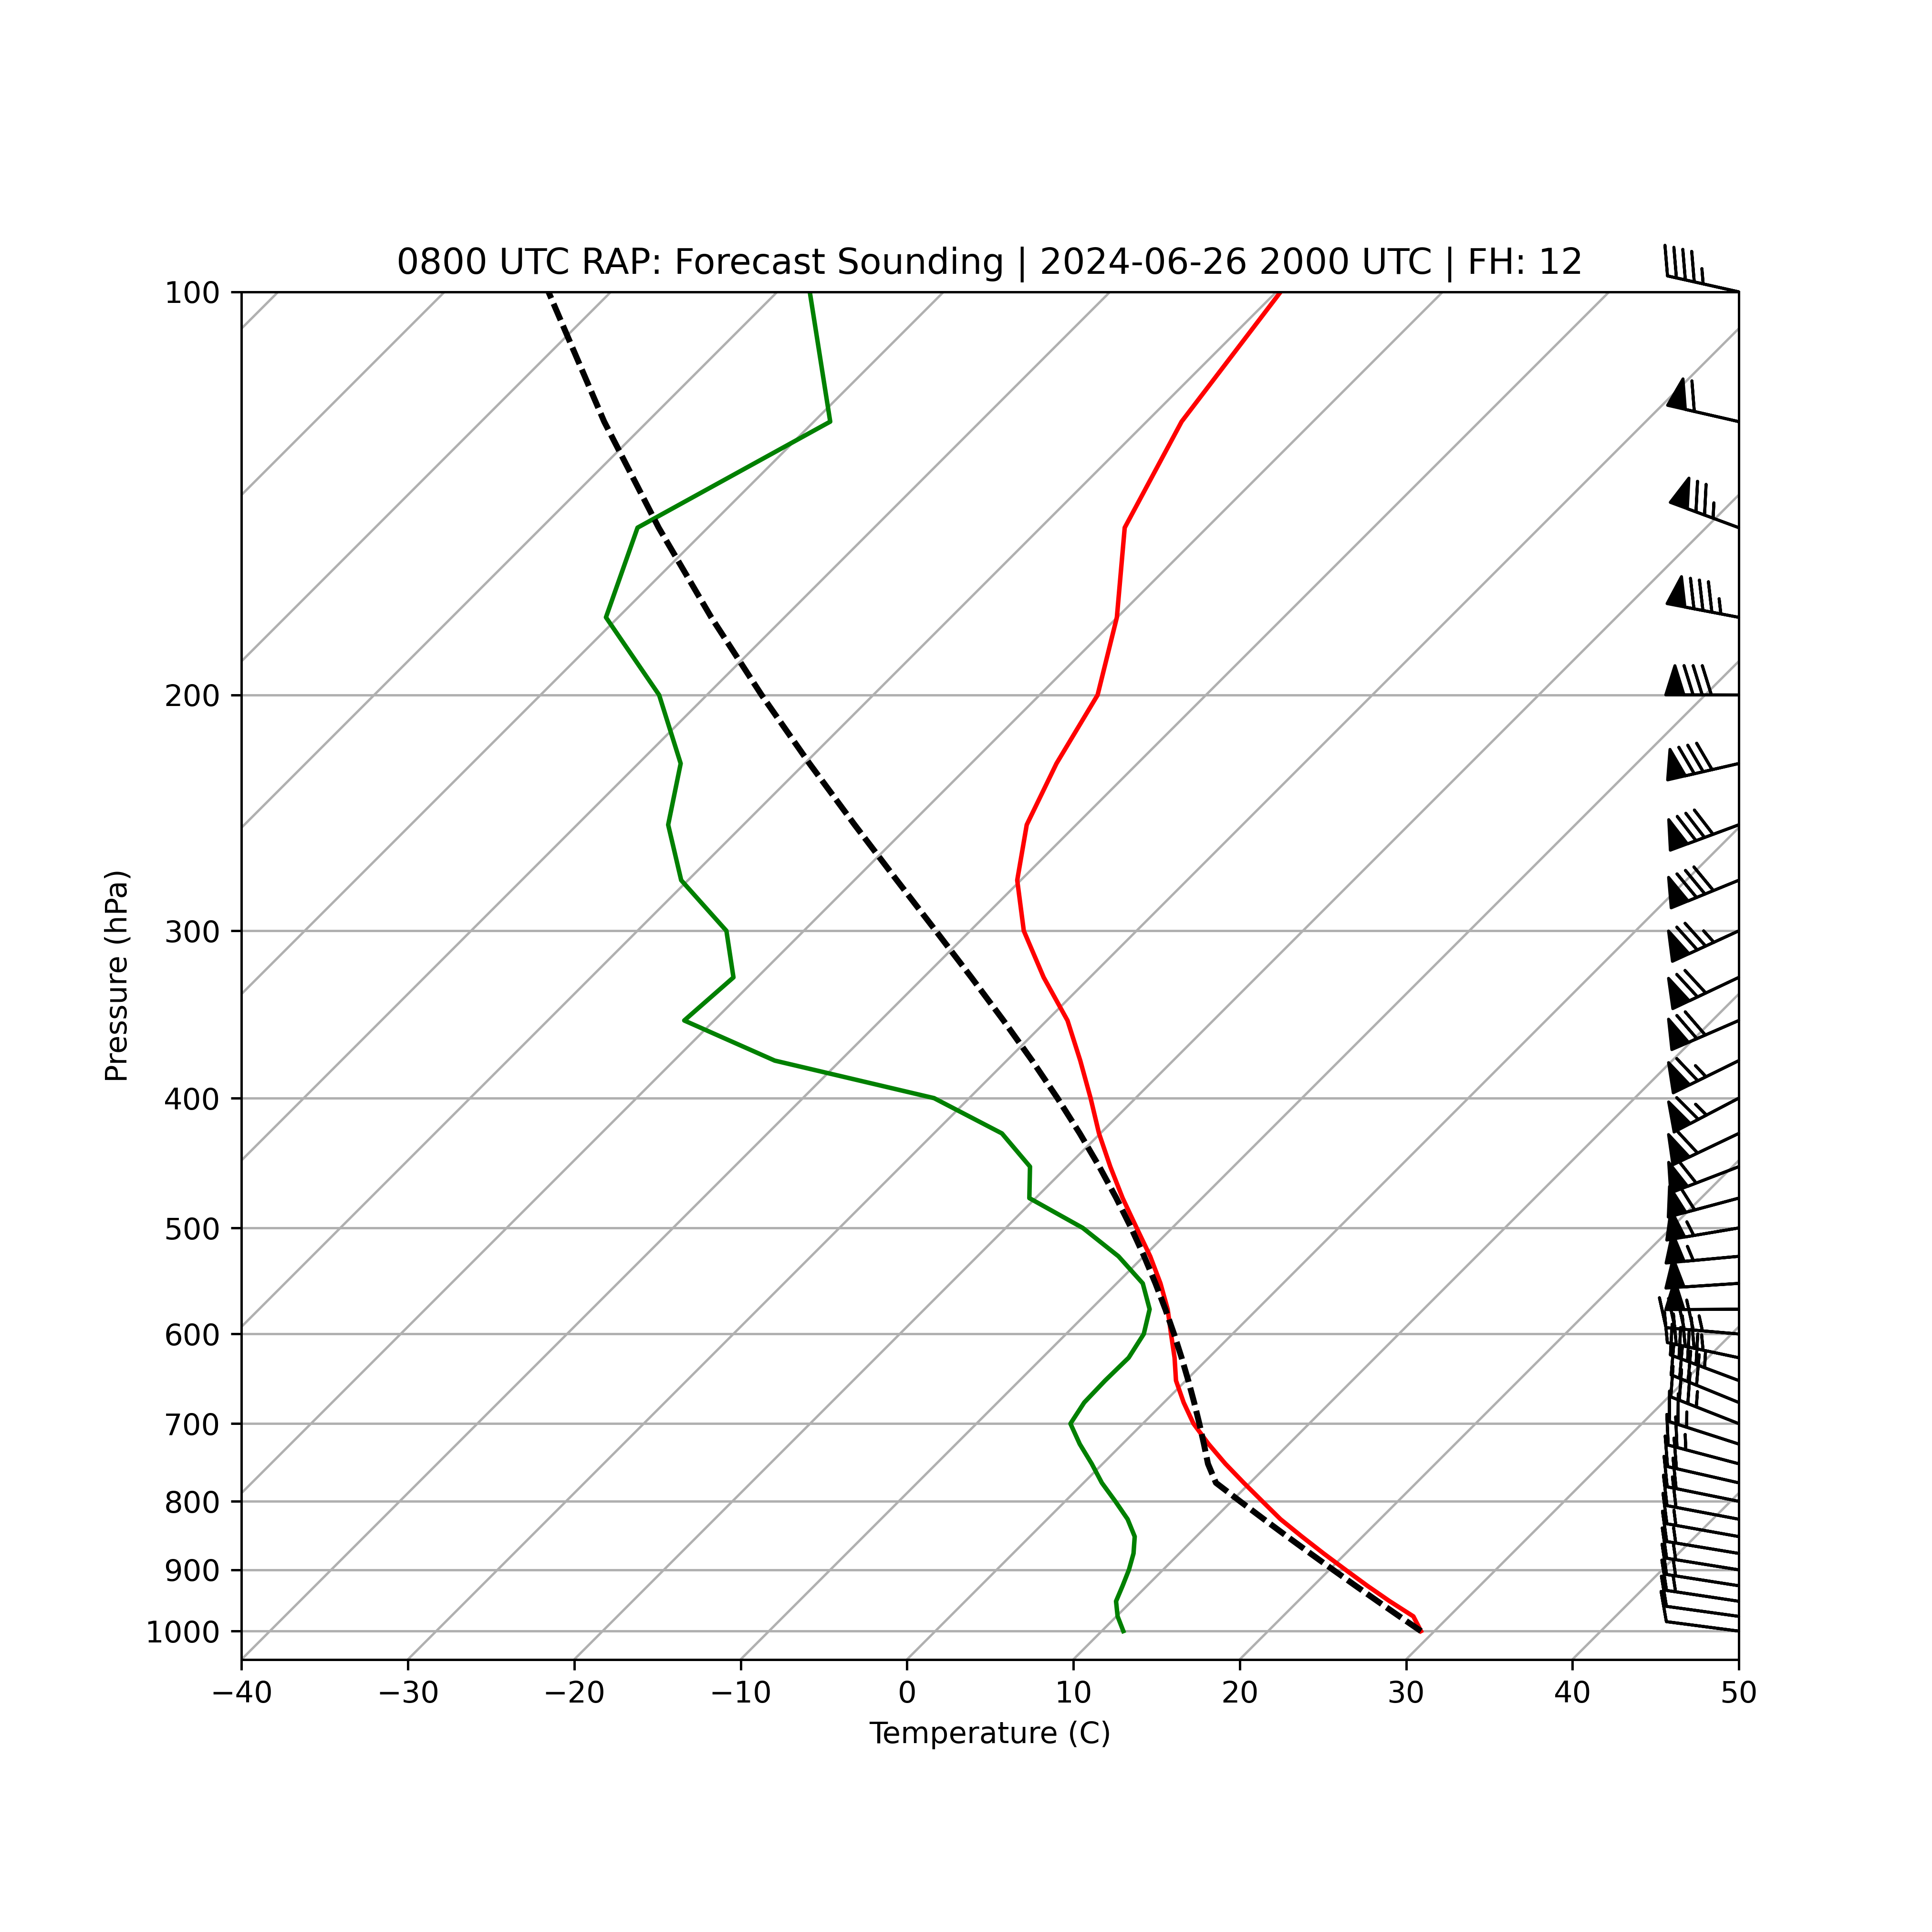 0800 UTC RAP: Forecast Sounding | 2024-06-26 2000 UTC | FH: 12
100
200
300
400
500
600
700
800
900
1000
Pressure (hPa)
−40 −30 −20 −10 0 10 20 30 40 50
Temperature (C)